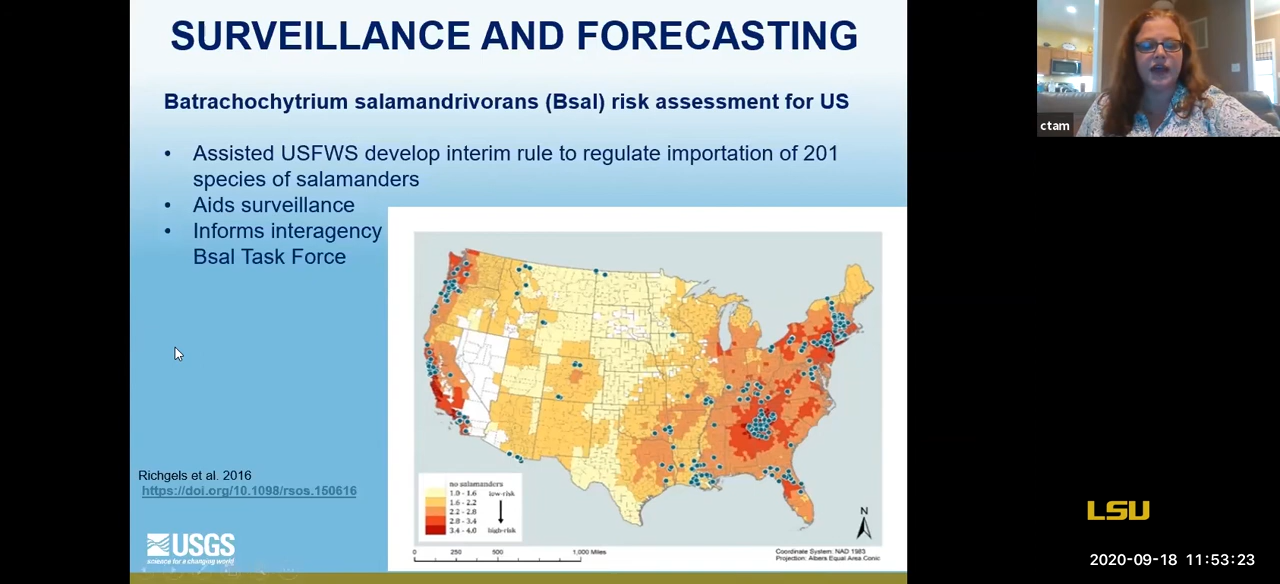 SURVEILLANCE AND FORECASTING
Batrachochytrium salamandrivorans (Bsal) risk assessment for US
• Assisted USFWS develop interim rule to regulate importation of 201
species of salamanders
• Aids surveillance
• Informs interagency
Bsal Task Force
no salamanders
1.0 - 1.6 low-risk
1.6 - 2.2
2.2 - 2.8
2.8 - 3.4
3.4 - 4.0 high-risk
N
0 250 500 1,000 Miles
Coordinate System: NAD 1983
Projection: Albers Equal Area Conic
Richgels et al. 2016
https://doi.org/10.1098/rsos.150616
USGS
science for a changing world
ctam
LSU
2020-09-18 11:53:23